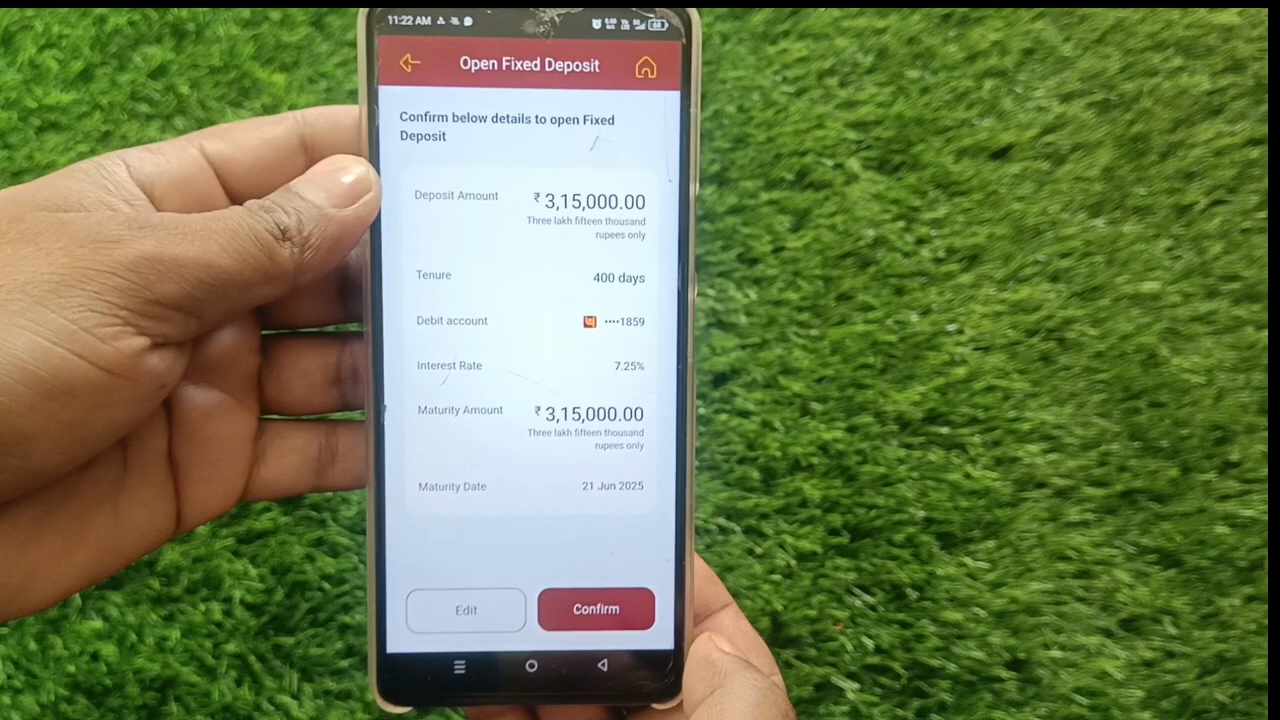 11:22 AM
Open Fixed Deposit
Confirm below details to open Fixed
Deposit
Deposit Amount ₹ 3,15,000.00
Three lakh fifteen thousand
rupees only
Tenure 400 days
Debit account ••••1859
Interest Rate 7.25%
Maturity Amount ₹ 3,15,000.00
Three lakh fifteen thousand
rupees only
Maturity Date 21 Jun 2025
Edit Confirm